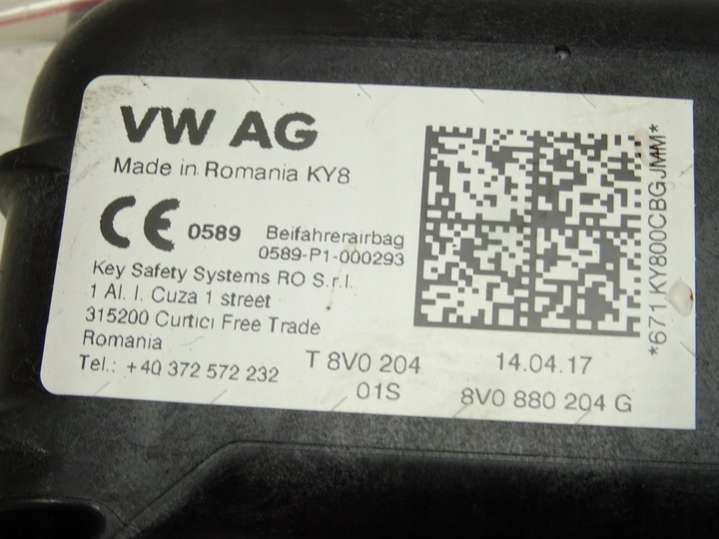 VW AG
Made in Romania KY8
CE 0589 Beifahrerairbag
0589-P1-000293
Key Safety Systems RO S.r.l.
1 Al. I. Cuza 1 street
315200 Curtici Free Trade
Romania
Tel.: +40 372 572 232
T 8V0 204
01S
14.04.17
8V0 880 204 G
*671 KY800CBGJMM*